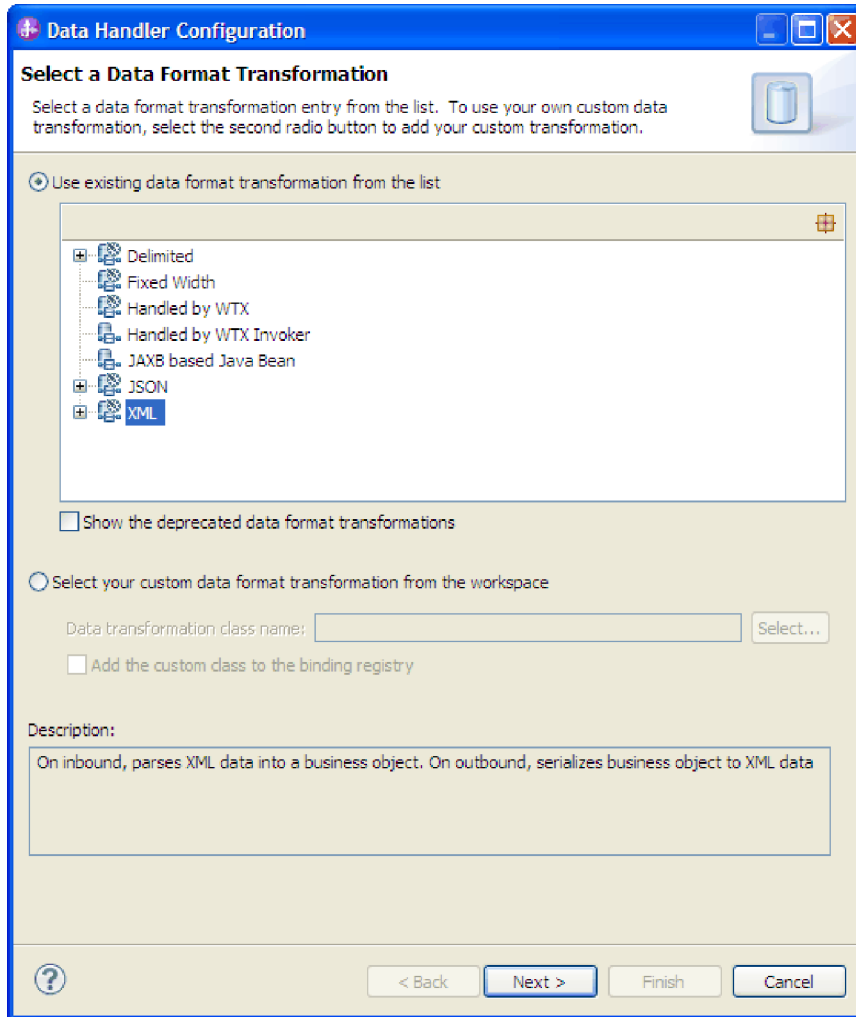 Data Handler Configuration
Select a Data Format Transformation
Select a data format transformation entry from the list. To use your own custom data
transformation, select the second radio button to add your custom transformation.
Use existing data format transformation from the list
Delimited
Fixed Width
Handled by WTX
Handled by WTX Invoker
JAXB based Java Bean
JSON
XML
Show the deprecated data format transformations
Select your custom data format transformation from the workspace
Data transformation class name: Select...
Add the custom class to the binding registry
Description:
On inbound, parses XML data into a business object. On outbound, serializes business object to XML data
? < Back Next > Finish Cancel